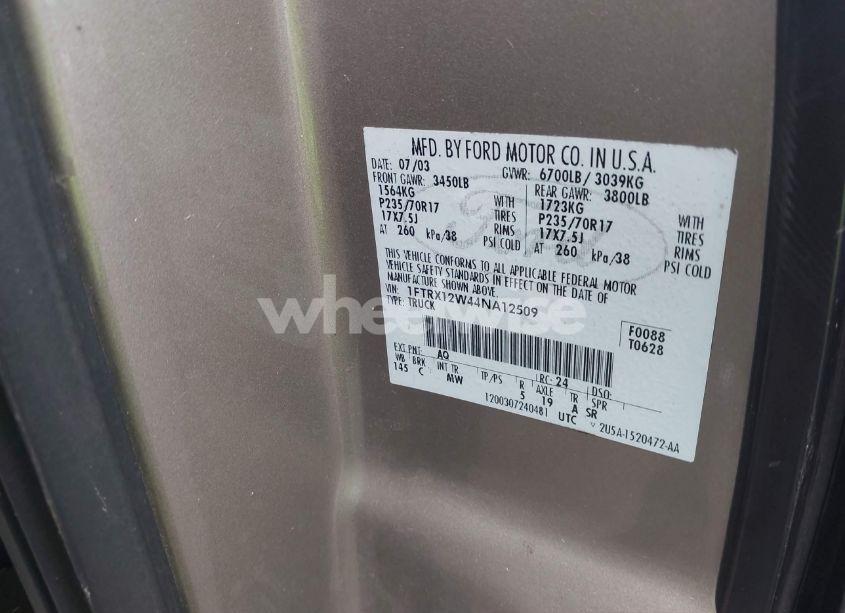 MFD. BY FORD MOTOR CO. IN U.S.A.
DATE: 07/03 GVWR: 6700LB / 3039KG
FRONT GAWR: 3450LB REAR GAWR: 3800LB
1564KG WITH 1723KG WITH
P235/70R17 TIRES P235/70R17 TIRES
17X7.5J RIMS 17X7.5J RIMS
AT 260 kPa/38 PSI COLD AT 260 kPa/38 PSI COLD
THIS VEHICLE CONFORMS TO ALL APPLICABLE FEDERAL MOTOR
VEHICLE SAFETY STANDARDS IN EFFECT ON THE DATE OF
MANUFACTURE SHOWN ABOVE.
VIN: 1FTRX12W44NA12509
TYPE: TRUCK
F0088
T0628
EXT PNT: AQ RC: 24 DSO:
WB BRK INT TR TP/PS R AXLE TR SPR
145 C MW 5 19 A SR
1200307240481 UTC
V 2U5A-1520472-AA
Ford
wheelwise